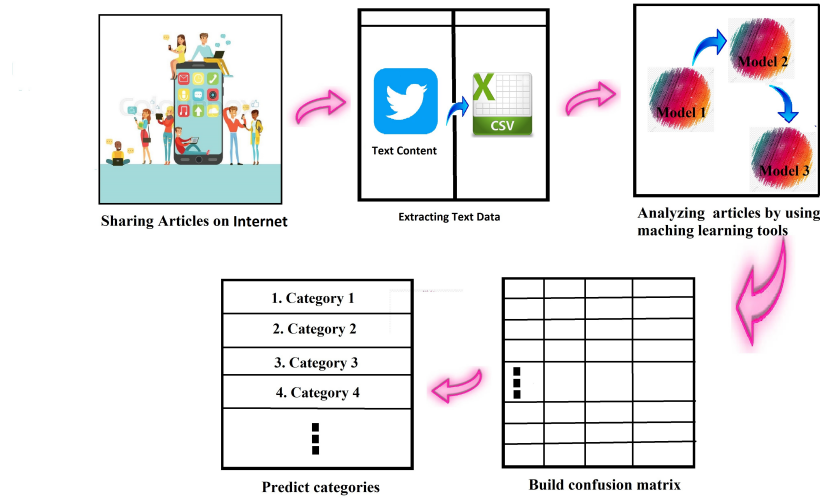 Text Content
X
CSV
Model 1
Model 2
Model 3
Sharing Articles on Internet
Extracting Text Data
Analyzing articles by using
maching learning tools
1. Category 1
2. Category 2
3. Category 3
4. Category 4
Predict categories
Build confusion matrix